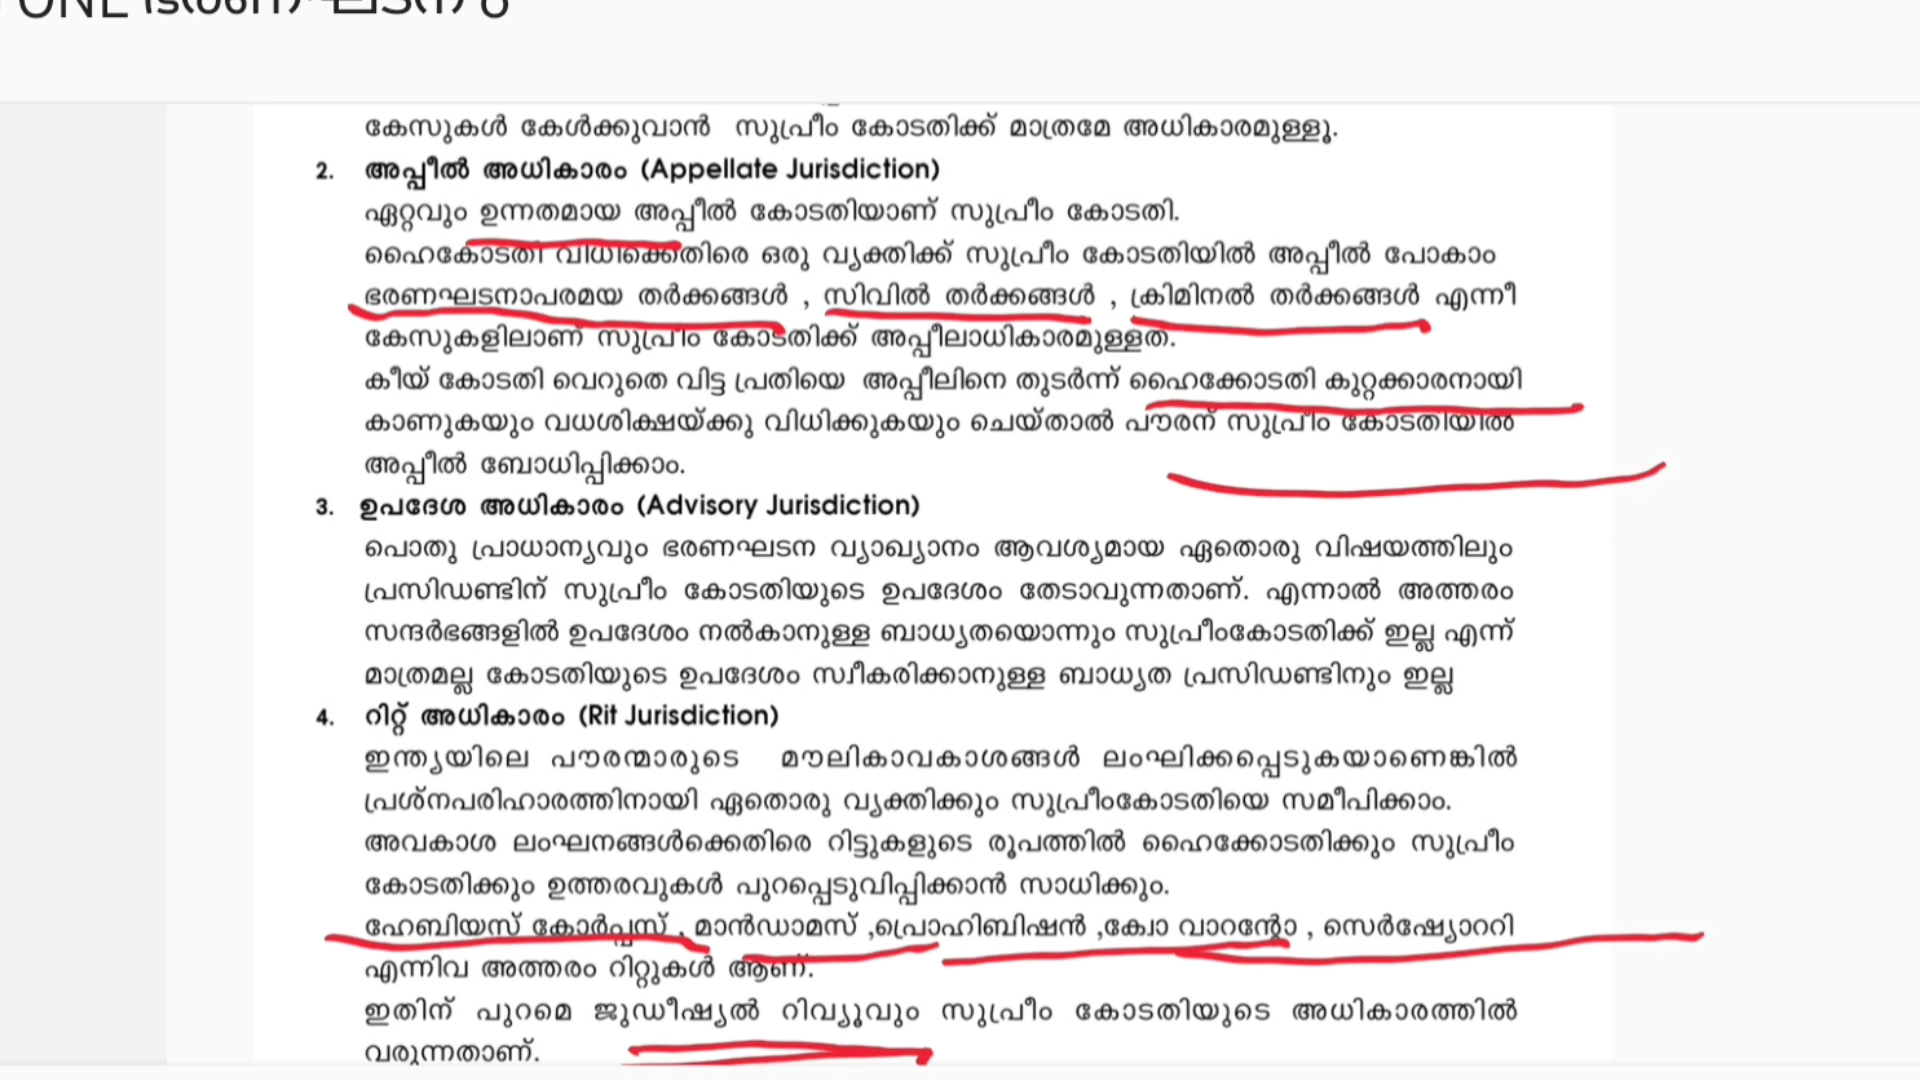 ONE
കേസുകൾ കേൾക്കുവാൻ സുപ്രീം കോടതിക്ക് മാത്രമേ അധികാരമുള്ളൂ.
2. അപ്പീൽ അധികാരം (Appellate Jurisdiction)
ഏറ്റവും ഉന്നതമായ അപ്പീൽ കോടതിയാണ് സുപ്രീം കോടതി.
ഹൈകോടതി വിധിക്കെതിരെ ഒരു വ്യക്തിക്ക് സുപ്രീം കോടതിയിൽ അപ്പീൽ പോകാം
ഭരണഘടനാപരമയ തർക്കങ്ങൾ , സിവിൽ തർക്കങ്ങൾ , ക്രിമിനൽ തർക്കങ്ങൾ എന്നീ
കേസുകളിലാണ് സുപ്രീം കോടതിക്ക് അപ്പീലാധികാരമുള്ളത്.
കീയ് കോടതി വെറുതെ വിട്ട പ്രതിയെ അപ്പീലിനെ തുടർന്ന് ഹൈക്കോടതി കുറ്റക്കാരനായി
കാണുകയും വധശിക്ഷയ്ക്കു വിധിക്കുകയും ചെയ്താൽ പൗരന് സുപ്രീം കോടതിയിൽ
അപ്പീൽ ബോധിപ്പിക്കാം.
3. ഉപദേശ അധികാരം (Advisory Jurisdiction)
പൊതു പ്രാധാന്യവും ഭരണഘടന വ്യാഖ്യാനം ആവശ്യമായ ഏതൊരു വിഷയത്തിലും
പ്രസിഡണ്ടിന് സുപ്രീം കോടതിയുടെ ഉപദേശം തേടാവുന്നതാണ്. എന്നാൽ അത്തരം
സന്ദർഭങ്ങളിൽ ഉപദേശം നൽകാനുള്ള ബാധ്യതയൊന്നും സുപ്രീംകോടതിക്ക് ഇല്ല എന്ന്
മാത്രമല്ല കോടതിയുടെ ഉപദേശം സ്വീകരിക്കാനുള്ള ബാധ്യത പ്രസിഡണ്ടിനും ഇല്ല
4. റിറ്റ് അധികാരം (Rit Jurisdiction)
ഇന്ത്യയിലെ പൗരന്മാരുടെ മൗലികാവകാശങ്ങൾ ലംഘിക്കപ്പെടുകയാണെങ്കിൽ
പ്രശ്നപരിഹാരത്തിനായി ഏതൊരു വ്യക്തിക്കും സുപ്രീംകോടതിയെ സമീപിക്കാം.
അവകാശ ലംഘനങ്ങൾക്കെതിരെ റിട്ടുകളുടെ രൂപത്തിൽ ഹൈക്കോടതിക്കും സുപ്രീം
കോടതിക്കും ഉത്തരവുകൾ പുറപ്പെടുവിപ്പിക്കാൻ സാധിക്കും.
ഹേബിയസ് കോർപ്പസ് , മാൻഡാമസ് ,പ്രൊഹിബിഷൻ ,ക്വോ വാറന്റോ , സെർഷ്യോററി
എന്നിവ അത്തരം റിറ്റുകൾ ആണ്.
ഇതിന് പുറമെ ജുഡീഷ്യൽ റിവ്യൂവും സുപ്രീം കോടതിയുടെ അധികാരത്തിൽ
വരുന്നതാണ്.